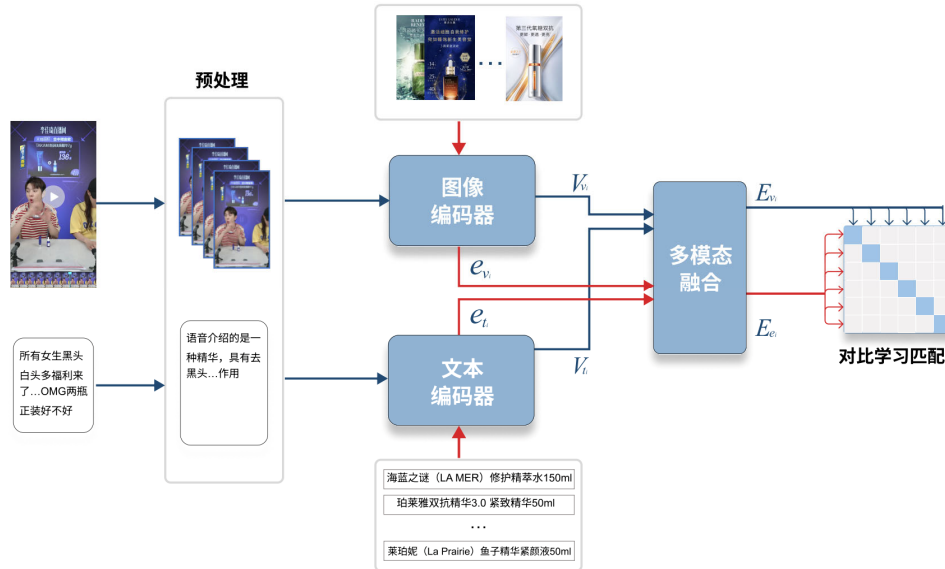 预处理
图像
编码器
V_{v_i}
E_{v_i}
多模态
融合
e_{v_i}
e_{t_i}
V_{t_i}
E_{e_i}
对比学习匹配
所有女生黑头
白头多福利来
了…OMG两瓶
正装好不好
语音介绍的是一
种精华，具有去
黑头…作用
文本
编码器
海蓝之谜（LA MER）修护精萃水150ml
珀莱雅双抗精华3.0 紧致精华50ml
…
莱珀妮（La Prairie）鱼子精华紧颜液50ml